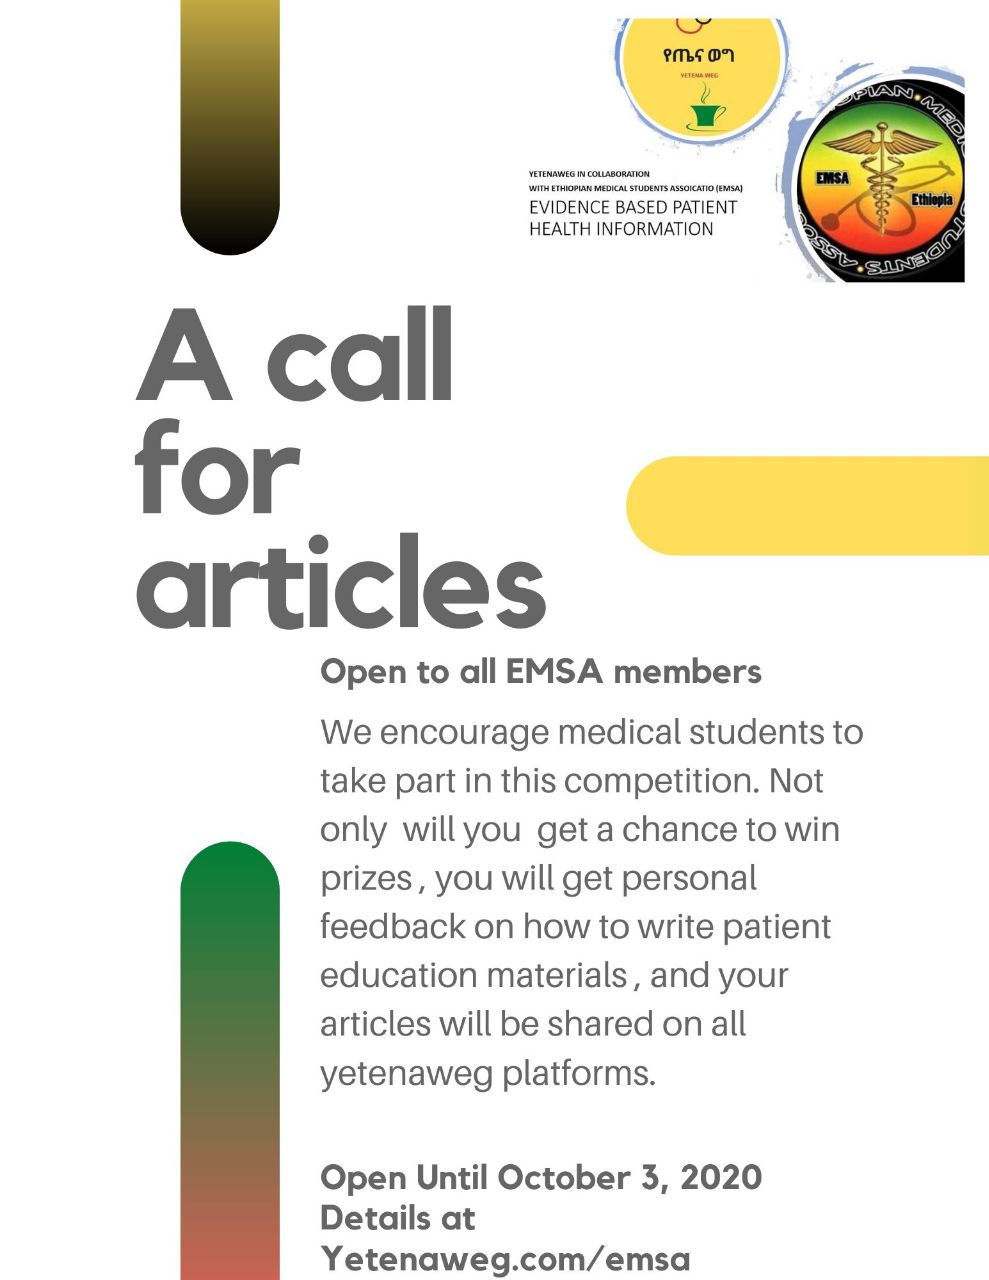 የጤና ወግ
YETENA WEG
YETENAWEG IN COLLABORATION
WITH ETHIOPIAN MEDICAL STUDENTS ASSOICATIO (EMSA)
EVIDENCE BASED PATIENT
HEALTH INFORMATION
OPIAN MEDIC
EMSA
Ethiopia
STUDENTS ASSOC
A call
for
articles
Open to all EMSA members
We encourage medical students to
take part in this competition. Not
only will you get a chance to win
prizes , you will get personal
feedback on how to write patient
education materials , and your
articles will be shared on all
yetenaweg platforms.
Open Until October 3, 2020
Details at
Yetenaweg.com/emsa